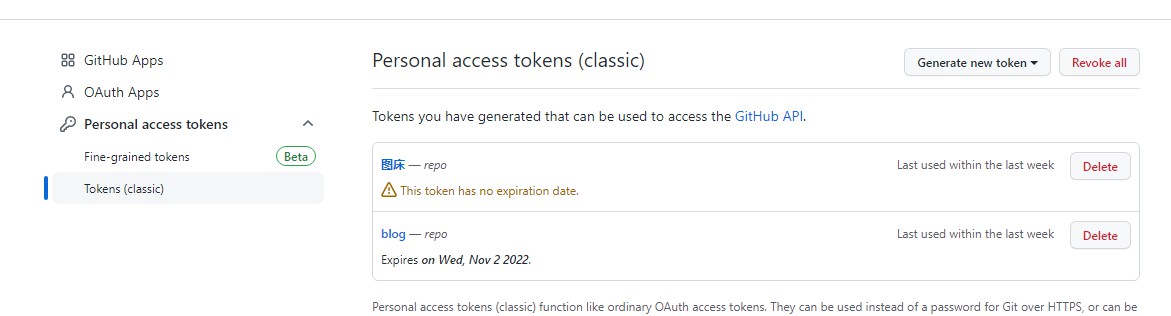 GitHub Apps
OAuth Apps
Personal access tokens
Fine-grained tokens Beta
Tokens (classic)
Personal access tokens (classic) Generate new token Revoke all
Tokens you have generated that can be used to access the GitHub API.
图床 — repo Last used within the last week Delete
This token has no expiration date.
blog — repo Last used within the last week Delete
Expires on Wed, Nov 2 2022.
Personal access tokens (classic) function like ordinary OAuth access tokens. They can be used instead of a password for Git over HTTPS, or can be